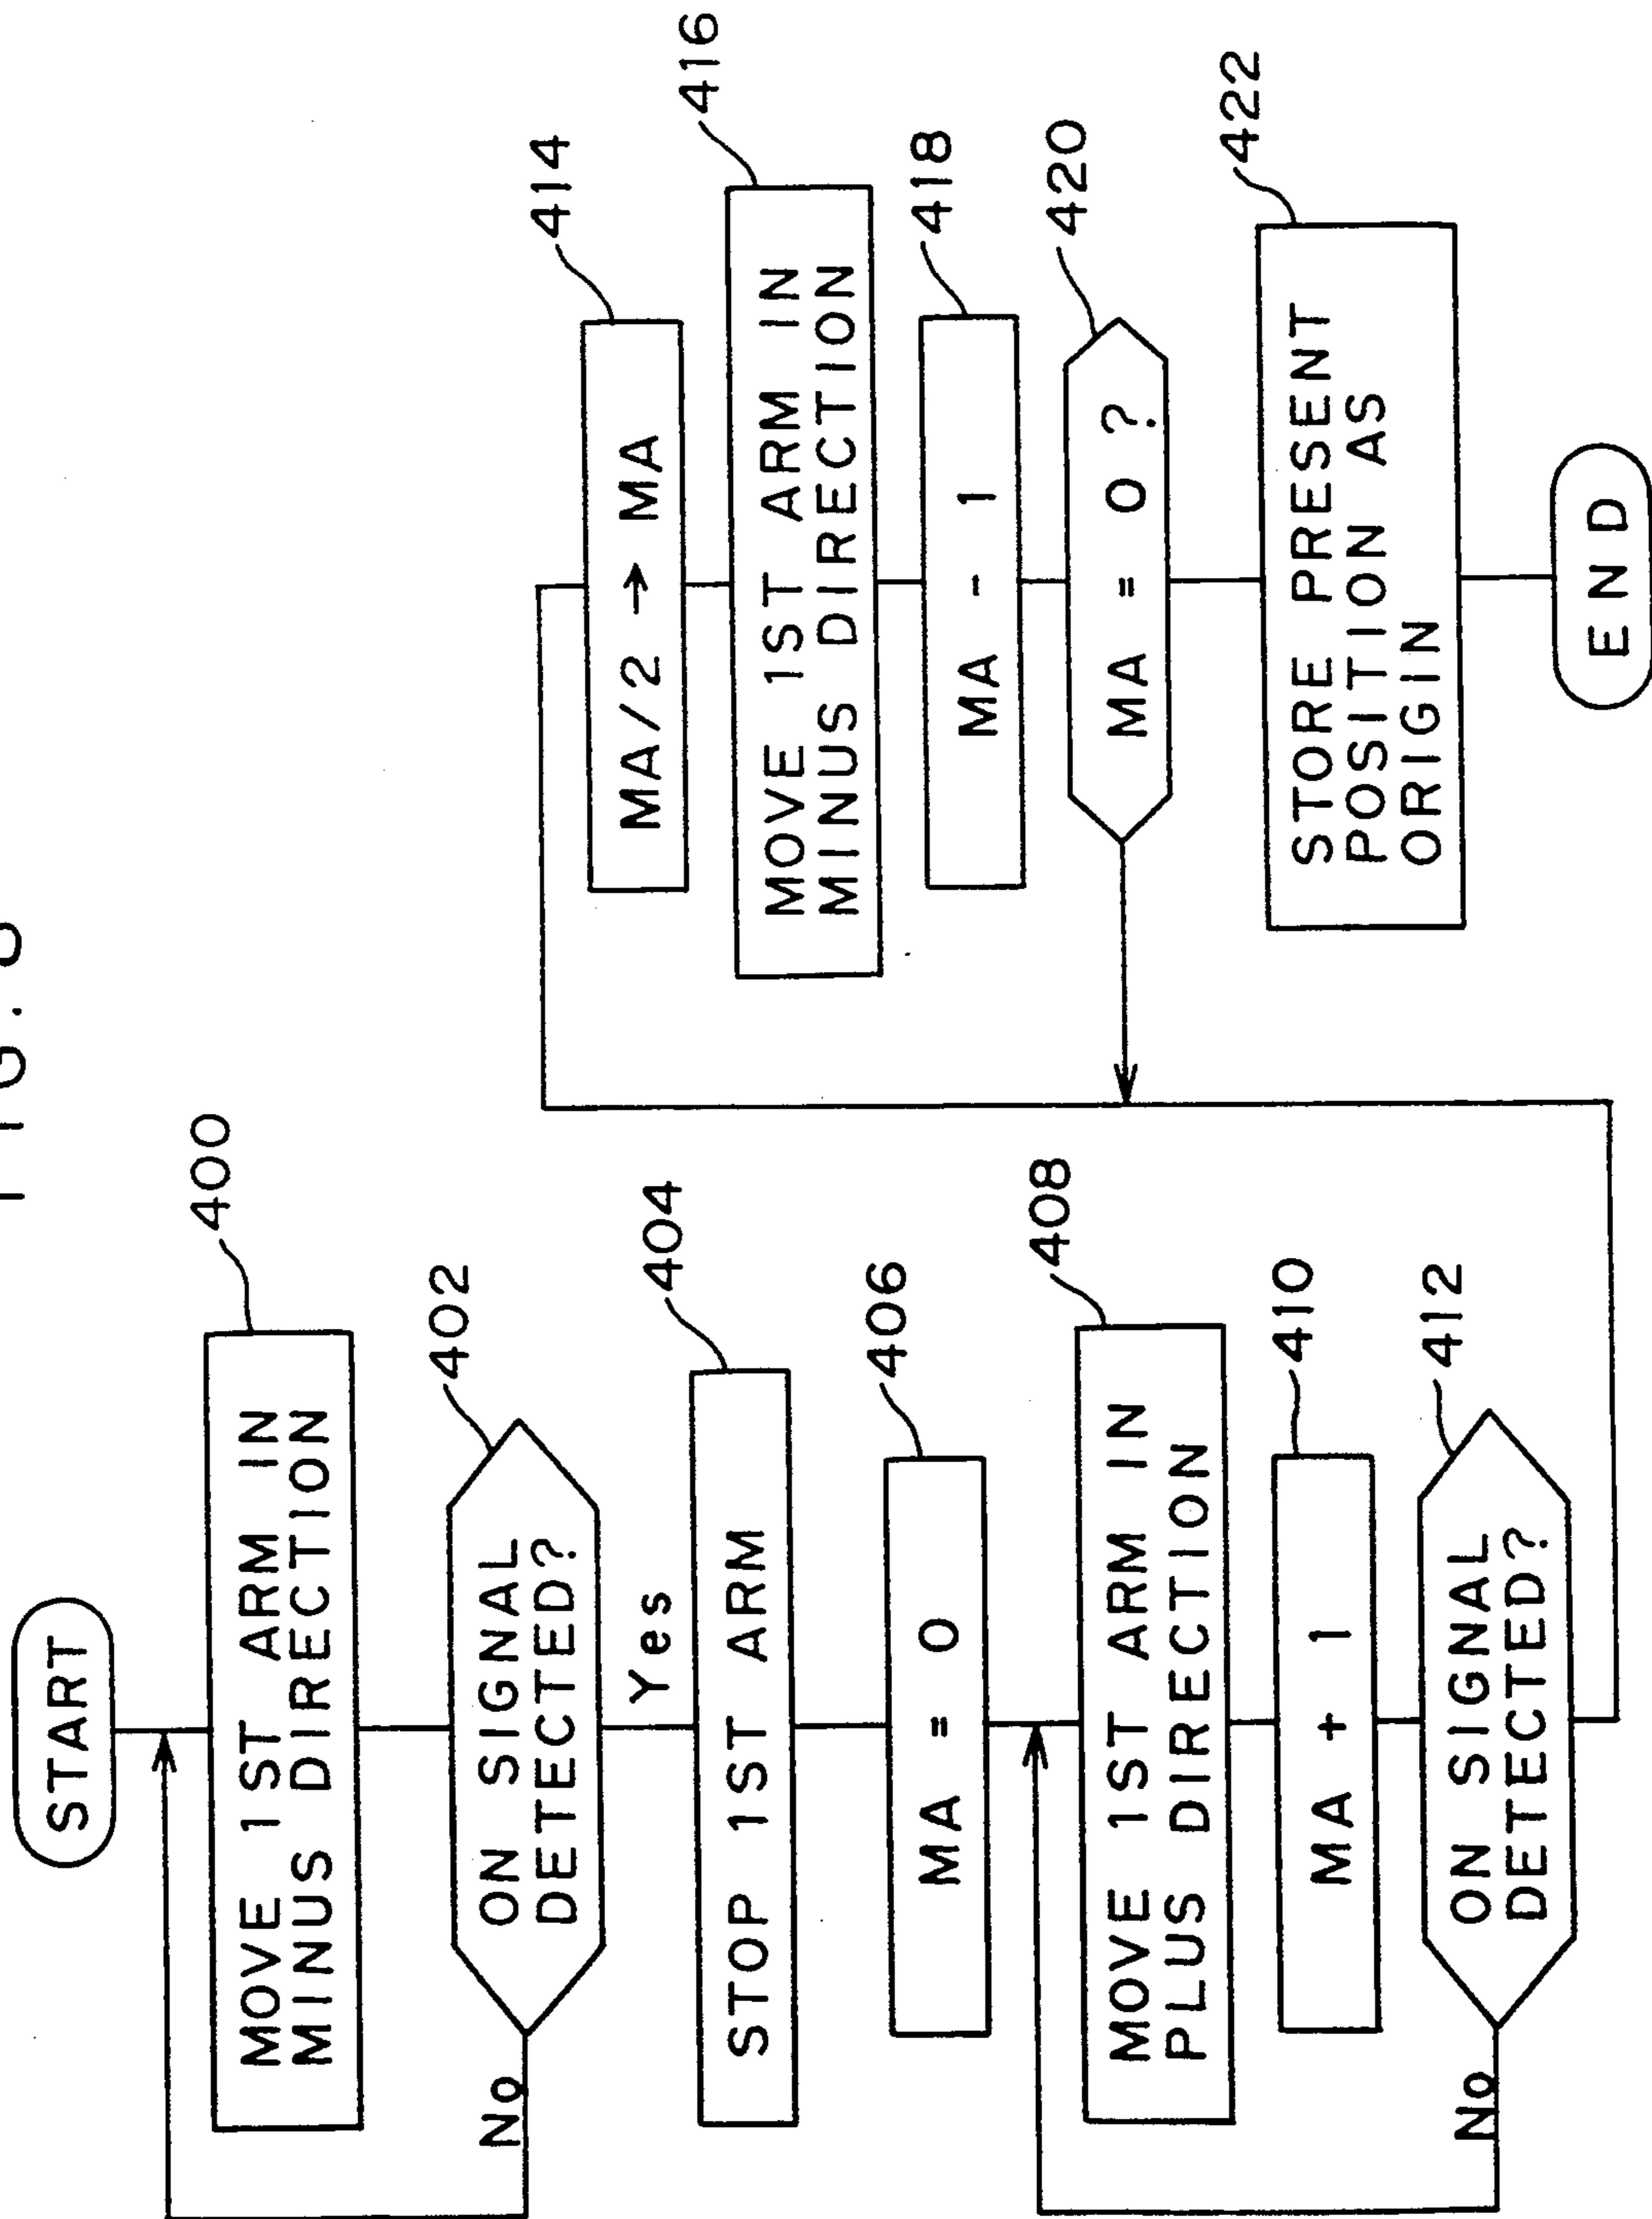 START
MOVE 1ST ARM IN
MINUS DIRECTION
400
ON SIGNAL
DETECTED?
402
No
Yes
STOP 1ST ARM
404
MA = 0
406
MOVE 1ST ARM IN
PLUS DIRECTION
408
MA + 1
410
ON SIGNAL
DETECTED?
412
No
MA/2 → MA
414
MOVE 1ST ARM IN
MINUS DIRECTION
416
MA - 1
418
MA = 0 ?
420
STORE PRESENT
POSITION AS
ORIGIN
422
END